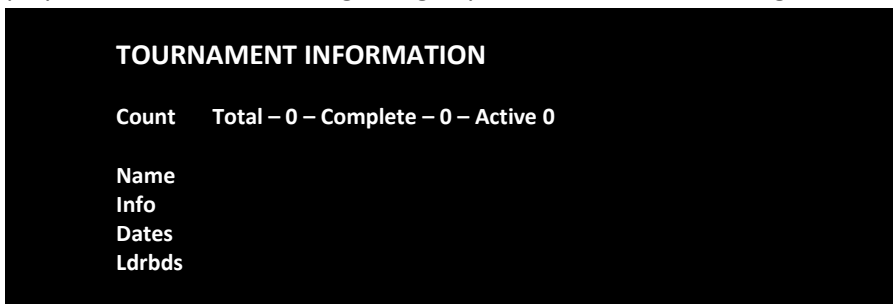 TOURNAMENT INFORMATION
Count Total – 0 – Complete – 0 – Active 0
Name
Info
Dates
Ldrbds